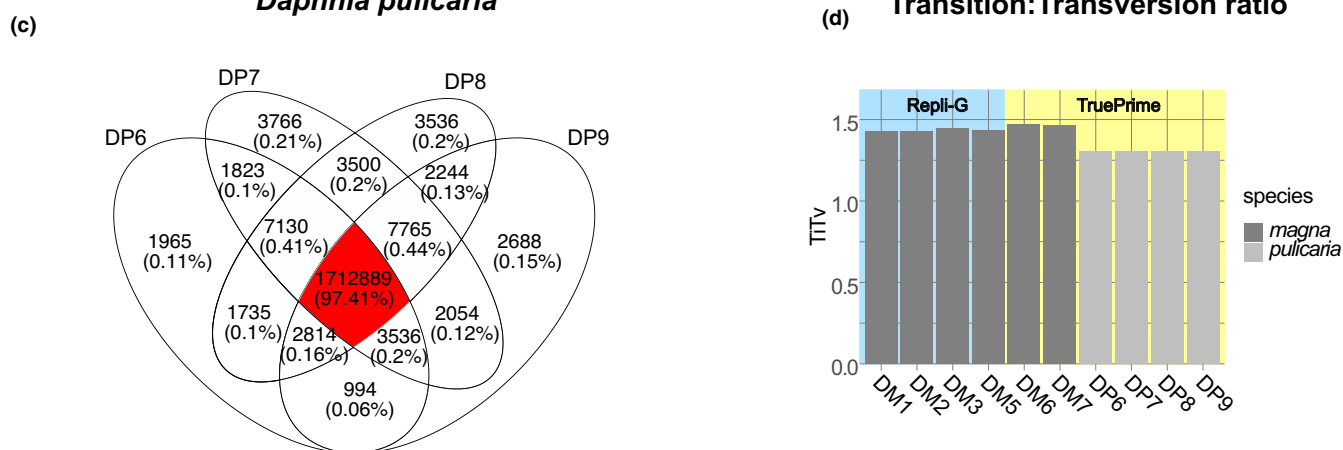 Daphnia pulicaria
(c)
DP7
DP8
DP6
DP9
3766
(0.21%)
3536
(0.2%)
1823
(0.1%)
3500
(0.2%)
2244
(0.13%)
7130
(0.41%)
7765
(0.44%)
1965
(0.11%)
2688
(0.15%)
1712889
(97.41%)
1735
(0.1%)
2814
(0.16%)
3536
(0.2%)
2054
(0.12%)
994
(0.06%)
Transition:Transversion ratio
(d)
Repli-G
TruePrime
1.5
1.0
0.5
0.0
TiTv
DM1
DM2
DM3
DM5
DM6
DM7
DP6
DP7
DP8
DP9
species
magna
pulicaria